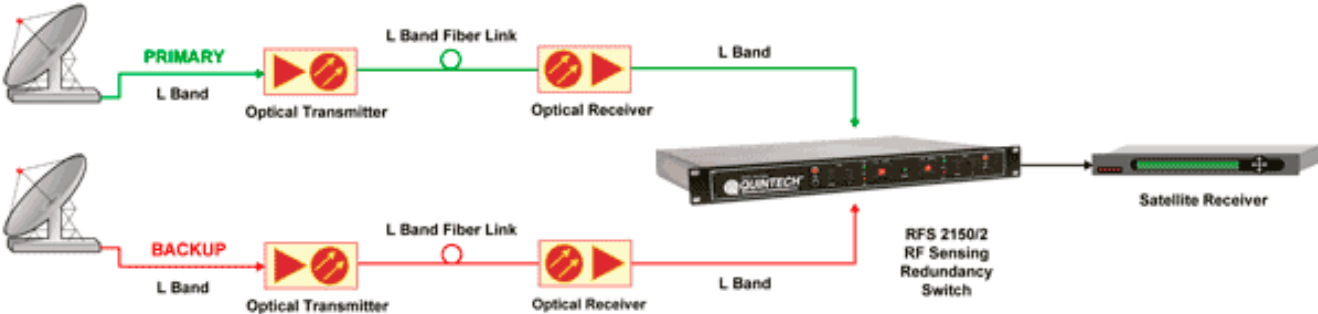 PRIMARY
L Band
Optical Transmitter
L Band Fiber Link
Optical Receiver
L Band
QUINTECH
Satellite Receiver
BACKUP
L Band
Optical Transmitter
L Band Fiber Link
Optical Receiver
L Band
RFS 2150/2
RF Sensing
Redundancy
Switch